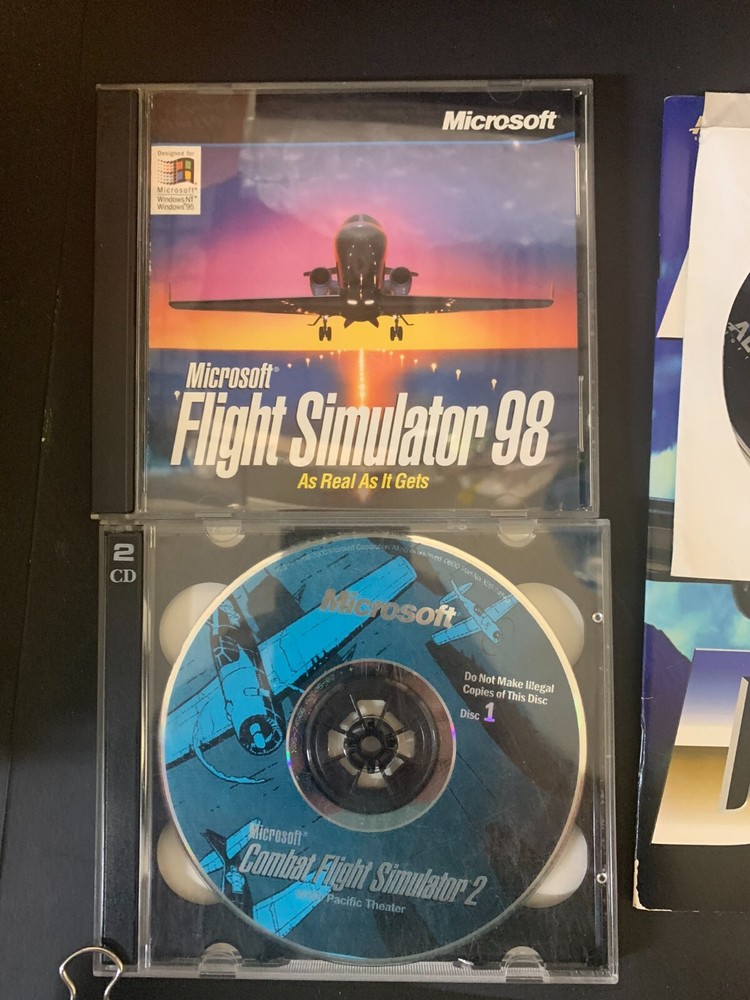 Microsoft
Designed for
Microsoft®
Windows NT™
Windows®95
Microsoft®
Flight Simulator 98
As Real As It Gets
2
CD
Microsoft
Do Not Make Illegal
Copies of This Disc
Disc 1
Microsoft®
Combat Flight Simulator 2
Pacific Theater